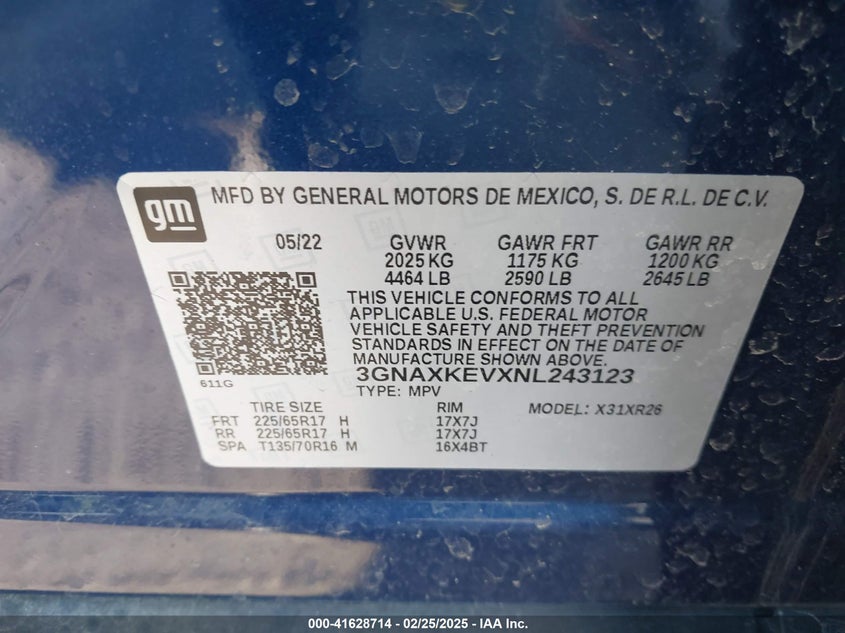 gm
MFD BY GENERAL MOTORS DE MEXICO, S. DE R.L. DE C.V.
05/22 GVWR GAWR FRT GAWR RR
2025 KG 1175 KG 1200 KG
4464 LB 2590 LB 2645 LB
THIS VEHICLE CONFORMS TO ALL
APPLICABLE U.S. FEDERAL MOTOR
VEHICLE SAFETY AND THEFT PREVENTION
STANDARDS IN EFFECT ON THE DATE OF
MANUFACTURE SHOWN ABOVE.
3GNAXKEVXNL243123
611G
TYPE: MPV
TIRE SIZE RIM MODEL: X31XR26
FRT 225/65R17 H 17X7J
RR 225/65R17 H 17X7J
SPA T135/70R16 M 16X4BT
000-41628714 - 02/25/2025 - IAA Inc.